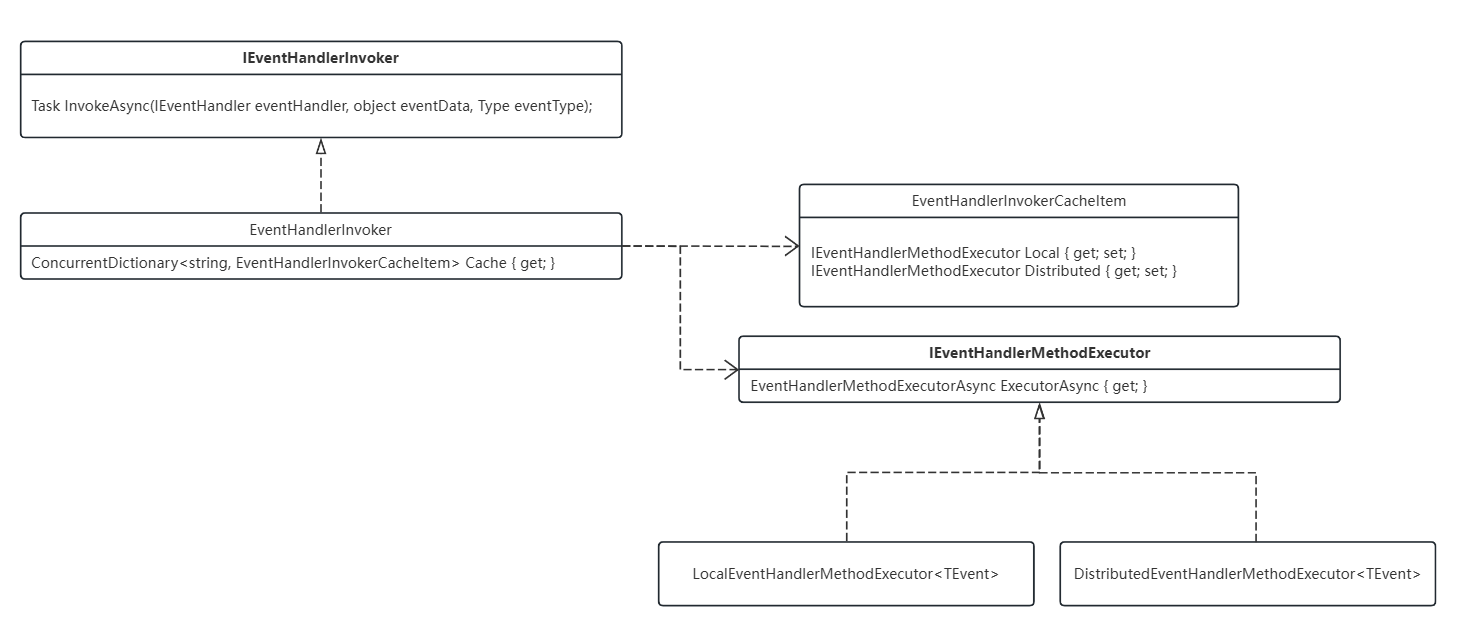 IEventHandlerInvoker
Task InvokeAsync(IEventHandler eventHandler, object eventData, Type eventType);
EventHandlerInvoker
ConcurrentDictionary<string, EventHandlerInvokerCacheItem> Cache { get; }
EventHandlerInvokerCacheItem
IEventHandlerMethodExecutor Local { get; set; }
IEventHandlerMethodExecutor Distributed { get; set; }
IEventHandlerMethodExecutor
EventHandlerMethodExecutorAsync ExecutorAsync { get; }
LocalEventHandlerMethodExecutor<TEvent>
DistributedEventHandlerMethodExecutor<TEvent>